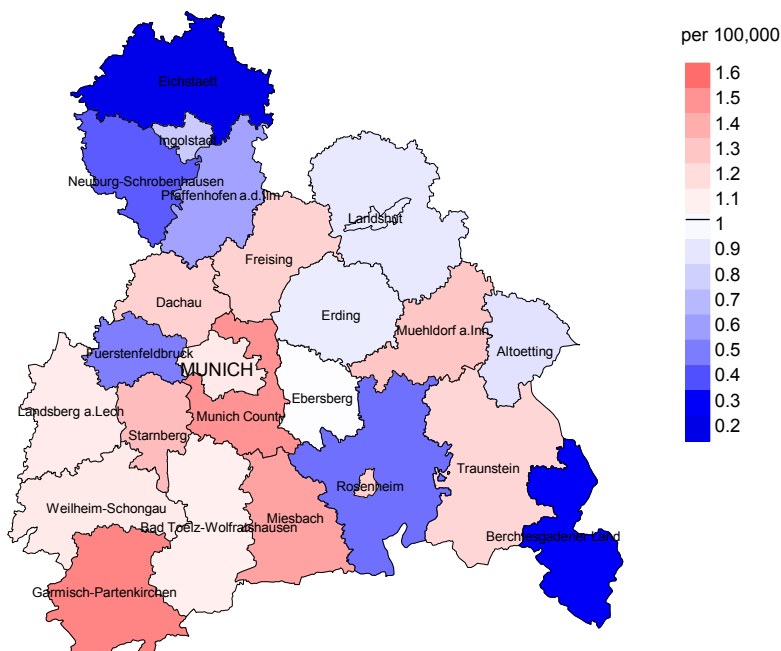 per 100,000
1.6
1.5
1.4
1.3
1.2
1.1
1
0.9
0.8
0.7
0.6
0.5
0.4
0.3
0.2
Eichstaett
Ingolstadt
Neuburg-Schrobenhausen
Pfaffenhofen a.d.Ilm
Landshut
Freising
Dachau
Erding
Muehldorf a.Inn
Altoetting
Fuerstenfeldbruck
MUNICH
Ebersberg
Landsberg a.Lech
Munich County
Starnberg
Traunstein
Rosenheim
Weilheim-Schongau
Miesbach
Bad Toelz-Wolfratshausen
Berchtesgadener Land
Garmisch-Partenkirchen